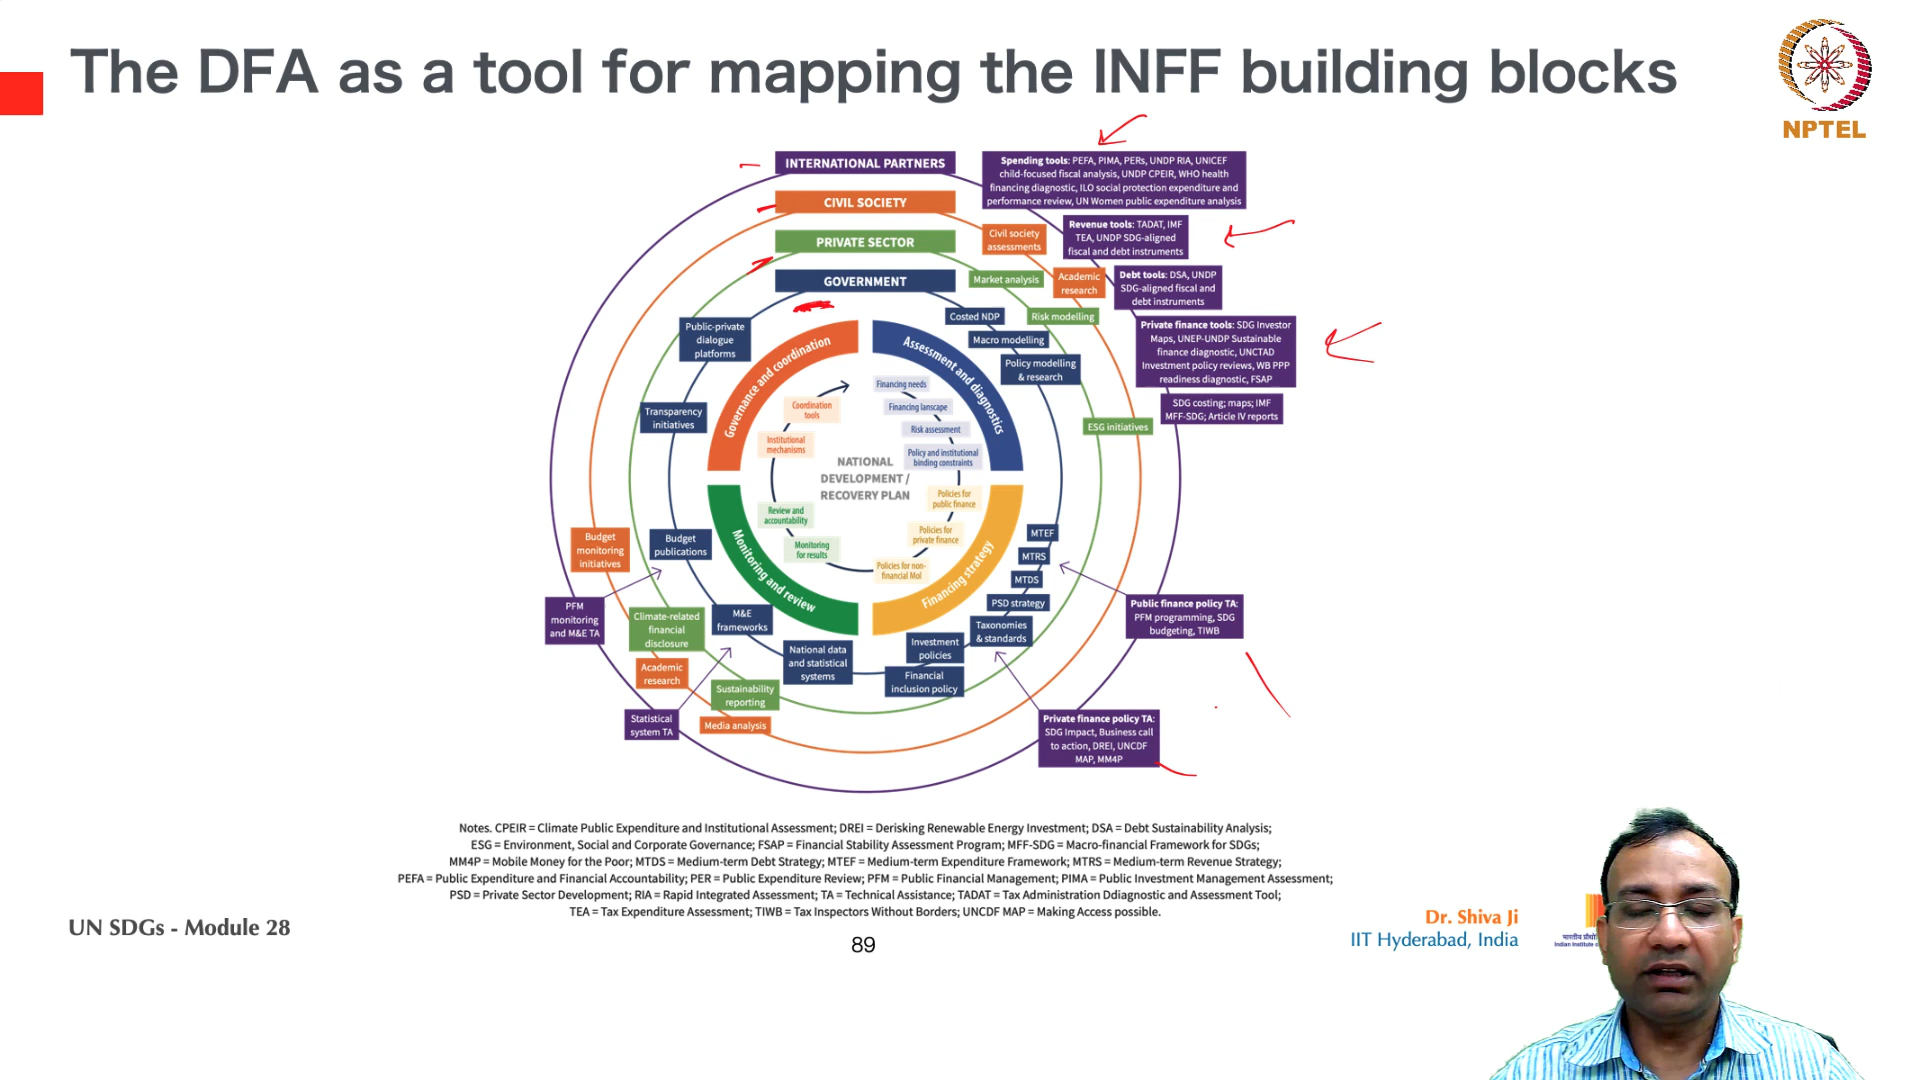 The DFA as a tool for mapping the INFF building blocks
NPTEL
INTERNATIONAL PARTNERS
CIVIL SOCIETY
PRIVATE SECTOR
GOVERNMENT
Spending tools: PEFA, PIMA, PERs, UNDP RIA, UNICEF
child-focused fiscal analysis, UNDP CPEIR, WHO health
financing diagnostic, ILO social protection expenditure and
performance review, UN Women public expenditure analysis
Civil society
assessments
Revenue tools: TADAT, IMF
TEA, UNDP SDG-aligned
fiscal and debt instruments
Market analysis
Academic
research
Debt tools: DSA, UNDP
SDG-aligned fiscal and
debt instruments
Costed NDP
Risk modelling
Macro modelling
Policy modelling
& research
Private finance tools: SDG Investor
Maps, UNEP-UNDP Sustainable
finance diagnostic, UNCTAD
Investment policy reviews, WB PPP
readiness diagnostic, FSAP
SDG costing; maps; IMF
MFF-SDG; Article IV reports
ESG initiatives
Public-private
dialogue
platforms
Transparency
initiatives
Governance and coordination
Assessment and diagnostics
Coordination
tools
Institutional
mechanisms
Financing needs
Financing lanscape
Risk assessment
Policy and institutional
binding constraints
NATIONAL
DEVELOPMENT /
RECOVERY PLAN
Policies for
public finance
Policies for
private finance
Policies for non-
financial MoI
Review and
accountability
Monitoring
for results
Monitoring and review
Financing strategy
MTEF
MTRS
MTDS
PSD strategy
Taxonomies
& standards
Investment
policies
Financial
inclusion policy
Public finance policy TA:
PFM programming, SDG
budgeting, TIWB
Private finance policy TA:
SDG Impact, Business call
to action, DREI, UNCDF
MAP, MM4P
Budget
monitoring
initiatives
Budget
publications
PFM
monitoring
and M&E TA
Climate-related
financial
disclosure
M&E
frameworks
National data
and statistical
systems
Academic
research
Sustainability
reporting
Statistical
system TA
Media analysis
Notes. CPEIR = Climate Public Expenditure and Institutional Assessment; DREI = Derisking Renewable Energy Investment; DSA = Debt Sustainability Analysis;
ESG = Environment, Social and Corporate Governance; FSAP = Financial Stability Assessment Program; MFF-SDG = Macro-financial Framework for SDGs;
MM4P = Mobile Money for the Poor; MTDS = Medium-term Debt Strategy; MTEF = Medium-term Expenditure Framework; MTRS = Medium-term Revenue Strategy;
PEFA = Public Expenditure and Financial Accountability; PER = Public Expenditure Review; PFM = Public Financial Management; PIMA = Public Investment Management Assessment;
PSD = Private Sector Development; RIA = Rapid Integrated Assessment; TA = Technical Assistance; TADAT = Tax Administration Ddiagnostic and Assessment Tool;
TEA = Tax Expenditure Assessment; TIWB = Tax Inspectors Without Borders; UNCDF MAP = Making Access possible.
UN SDGs - Module 28
89
Dr. Shiva Ji
IIT Hyderabad, India
Indian Institute